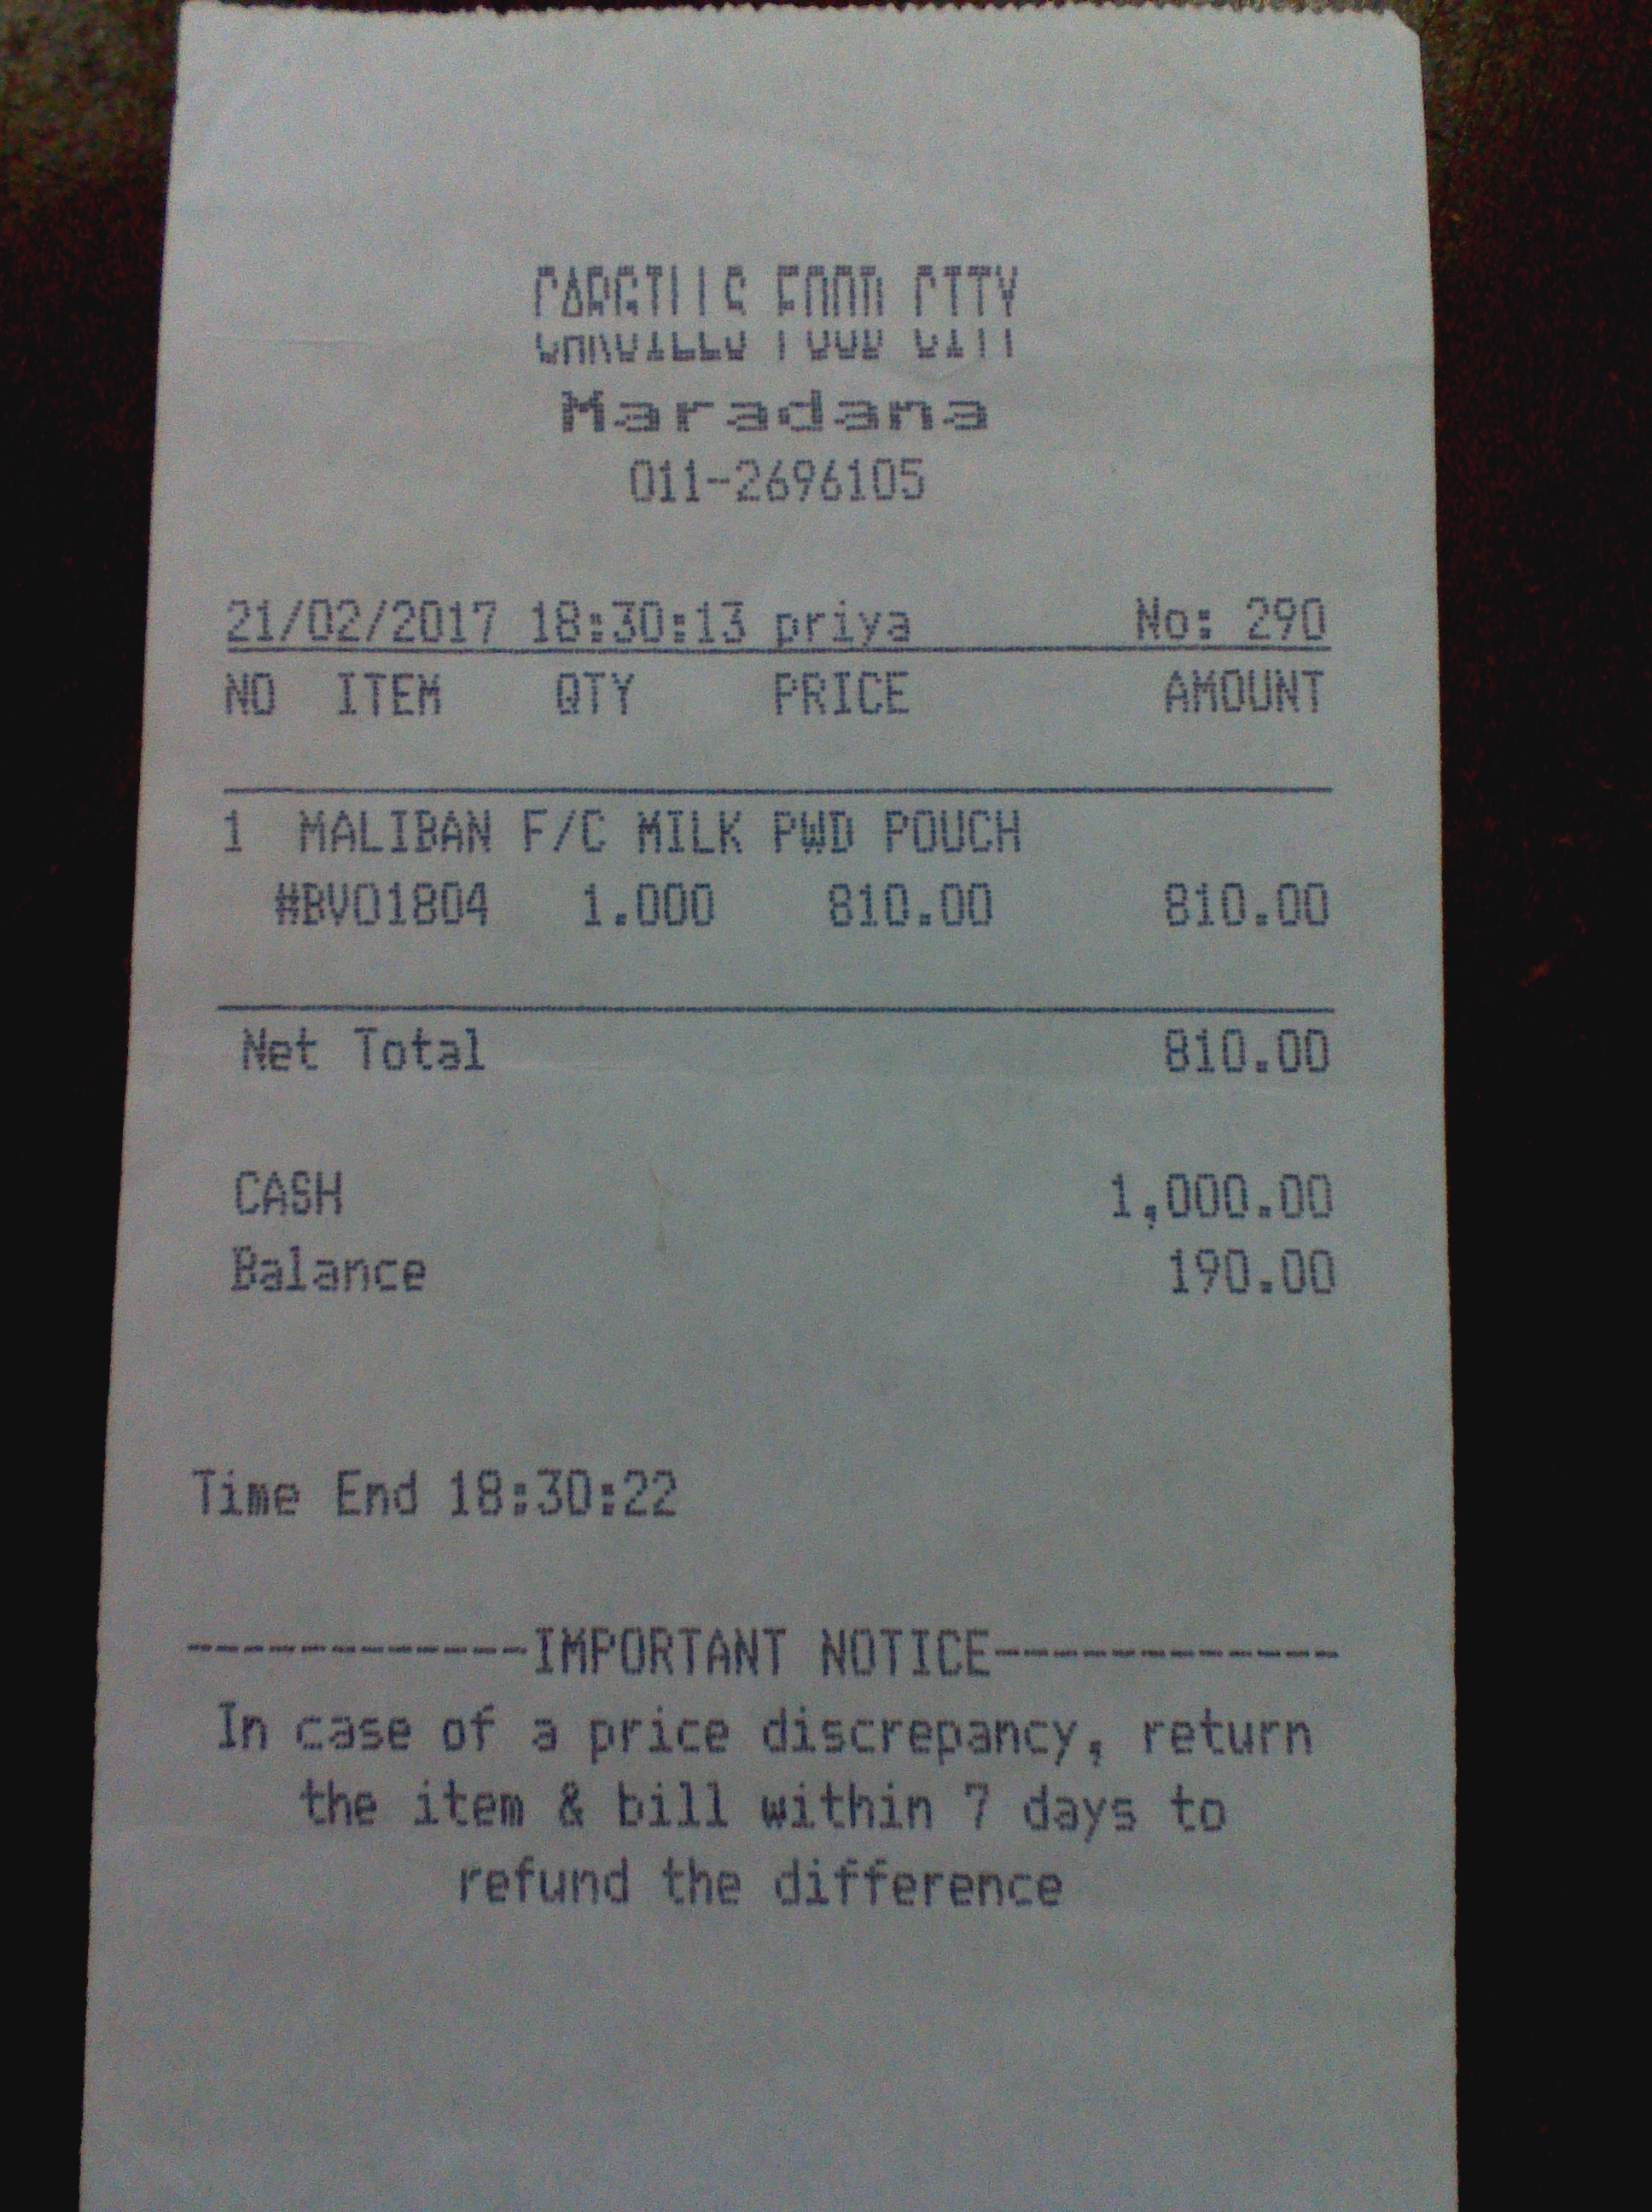 CARGILLS FOOD CITY
Maradana
011-2696105
21/02/2017 18:30:13 priya No: 290
NO ITEM QTY PRICE AMOUNT
1 MALIBAN F/C MILK PWD POUCH
#BV01804 1.000 810.00 810.00
Net Total 810.00
CASH 1,000.00
Balance 190.00
Time End 18:30:22
------------IMPORTANT NOTICE------------
In case of a price discrepancy, return
the item & bill within 7 days to
refund the difference